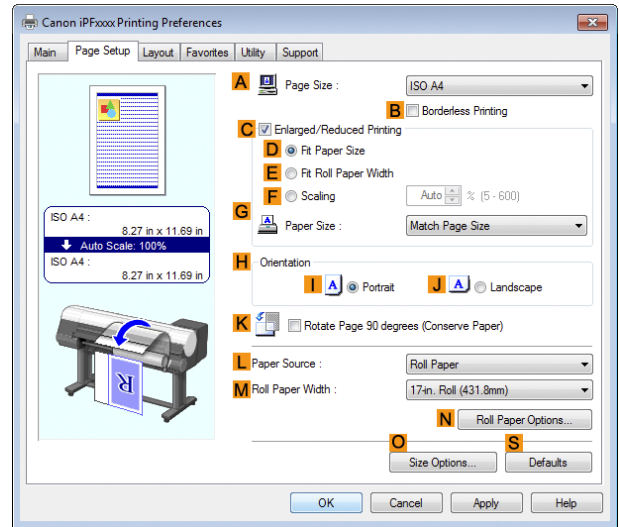 Canon iPFxxxx Printing Preferences
Main Page Setup Layout Favorites Utility Support
A Page Size : ISO A4
B Borderless Printing
C Enlarged/Reduced Printing
D Fit Paper Size
E Fit Roll Paper Width
F Scaling Auto % (5 - 600)
G Paper Size : Match Page Size
ISO A4 :
8.27 in x 11.69 in
Auto Scale: 100%
ISO A4 :
8.27 in x 11.69 in
H Orientation
I A Portrait J A Landscape
K Rotate Page 90 degrees (Conserve Paper)
L Paper Source : Roll Paper
M Roll Paper Width : 17-in. Roll (431.8mm)
R
N Roll Paper Options...
O S
Size Options... Defaults
OK Cancel Apply Help